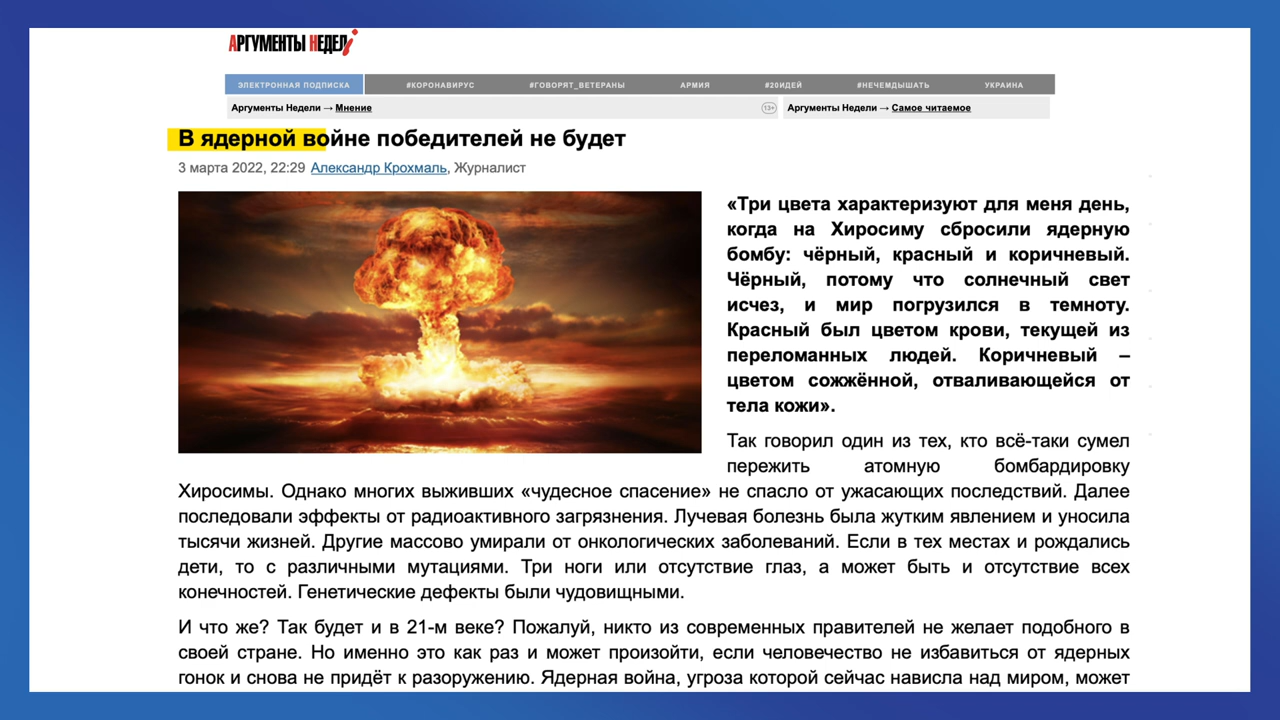 АРГУМЕНТЫ НЕДЕЛИ
ЭЛЕКТРОННАЯ ПОДПИСКА #КОРОНАВИРУС #ГОВОРЯТ_ВЕТЕРАНЫ АРМИЯ #20ИДЕЙ #НЕЧЕМДЫШАТЬ УКРАИНА
Аргументы Недели → Мнение 13+ Аргументы Недели → Самое читаемое
В ядерной войне победителей не будет
3 марта 2022, 22:29 Александр Крохмаль, Журналист
«Три цвета характеризуют для меня день,
когда на Хиросиму сбросили ядерную
бомбу: чёрный, красный и коричневый.
Чёрный, потому что солнечный свет
исчез, и мир погрузился в темноту.
Красный был цветом крови, текущей из
переломанных людей. Коричневый –
цветом сожжённой, отваливающейся от
тела кожи».
Так говорил один из тех, кто всё-таки сумел
пережить атомную бомбардировку
Хиросимы. Однако многих выживших «чудесное спасение» не спасло от ужасающих последствий. Далее
последовали эффекты от радиоактивного загрязнения. Лучевая болезнь была жутким явлением и уносила
тысячи жизней. Другие массово умирали от онкологических заболеваний. Если в тех местах и рождались
дети, то с различными мутациями. Три ноги или отсутствие глаз, а может быть и отсутствие всех
конечностей. Генетические дефекты были чудовищными.
И что же? Так будет и в 21-м веке? Пожалуй, никто из современных правителей не желает подобного в
своей стране. Но именно это как раз и может произойти, если человечество не избавиться от ядерных
гонок и снова не придёт к разоружению. Ядерная война, угроза которой сейчас нависла над миром, может